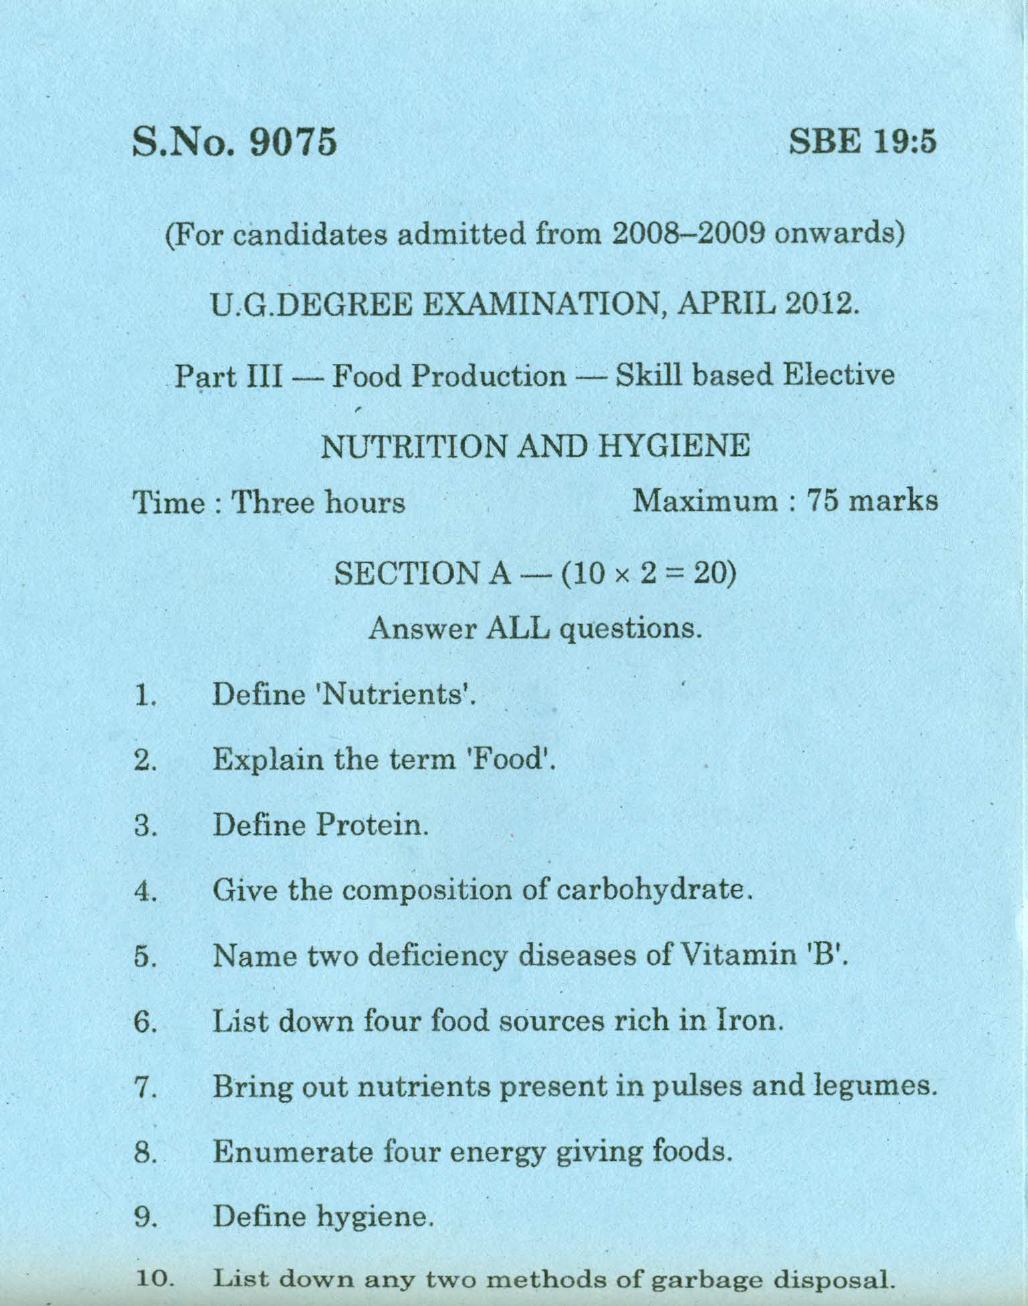 S.No. 9075 SBE 19:5
(For candidates admitted from 2008–2009 onwards)
U.G.DEGREE EXAMINATION, APRIL 2012.
Part III — Food Production — Skill based Elective
NUTRITION AND HYGIENE
Time : Three hours Maximum : 75 marks
SECTION A — (10 × 2 = 20)
Answer ALL questions.
1. Define 'Nutrients'.
2. Explain the term 'Food'.
3. Define Protein.
4. Give the composition of carbohydrate.
5. Name two deficiency diseases of Vitamin 'B'.
6. List down four food sources rich in Iron.
7. Bring out nutrients present in pulses and legumes.
8. Enumerate four energy giving foods.
9. Define hygiene.
10. List down any two methods of garbage disposal.